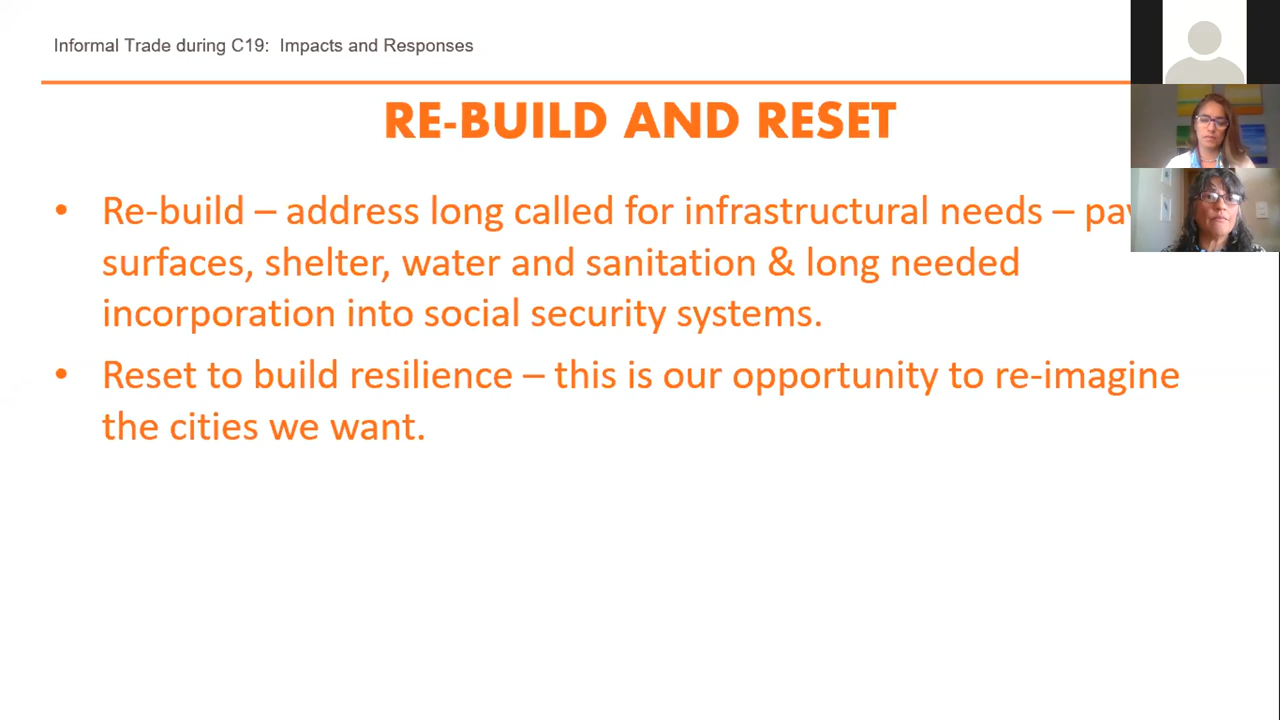 Informal Trade during C19: Impacts and Responses
RE-BUILD AND RESET
• Re-build – address long called for infrastructural needs –
surfaces, shelter, water and sanitation & long needed
incorporation into social security systems.
• Reset to build resilience – this is our opportunity to re-imagine
the cities we want.